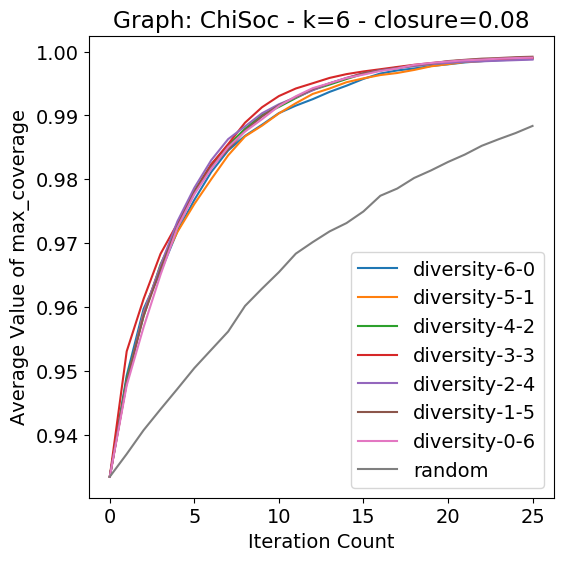 Graph: ChiSoc - k=6 - closure=0.08
Average Value of max_coverage
1.00
0.99
0.98
0.97
0.96
0.95
0.94
diversity-6-0
diversity-5-1
diversity-4-2
diversity-3-3
diversity-2-4
diversity-1-5
diversity-0-6
random
0 5 10 15 20 25
Iteration Count